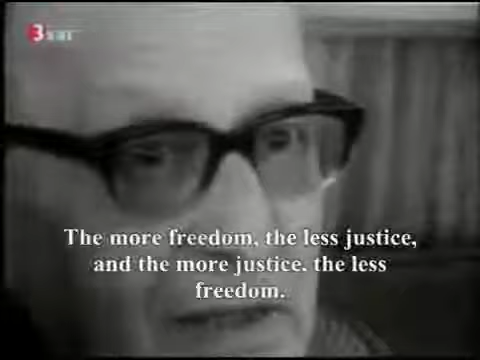 3sat
The more freedom, the less justice,
and the more justice. the less
freedom.